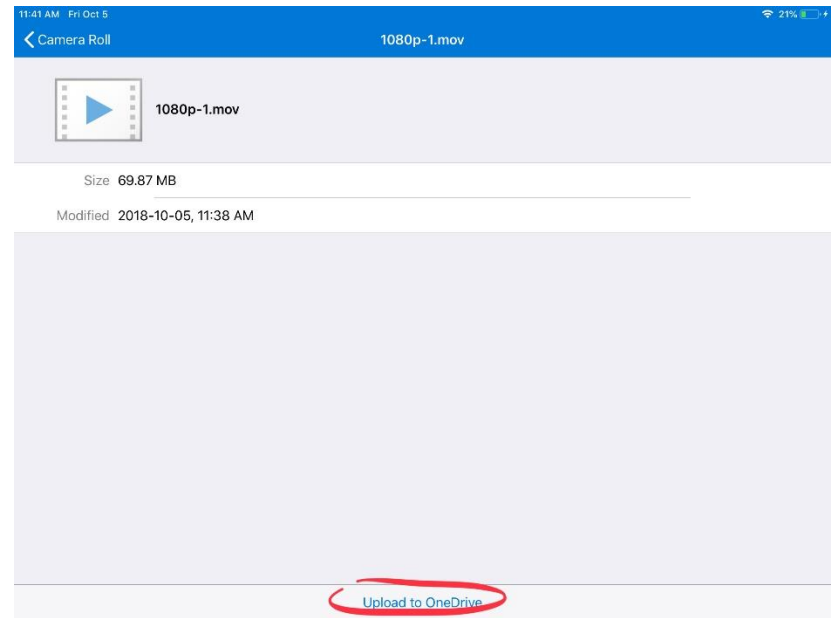 11:41 AM Fri Oct 5 21%
Camera Roll 1080p-1.mov
1080p-1.mov
Size 69.87 MB
Modified 2018-10-05, 11:38 AM
Upload to OneDrive